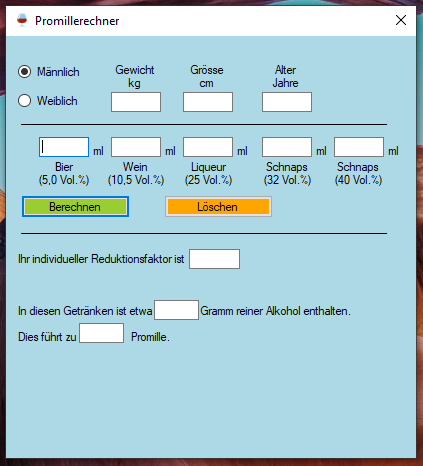 Promillerechner
Männlich
Gewicht Grösse Alter
kg cm Jahre
Weiblich
ml ml ml ml ml
Bier Wein Liqueur Schnaps Schnaps
(5,0 Vol.%) (10,5 Vol.%) (25 Vol.%) (32 Vol.%) (40 Vol.%)
Berechnen Löschen
Ihr individueller Reduktionsfaktor ist
In diesen Getränken ist etwa Gramm reiner Alkohol enthalten.
Dies führt zu Promille.